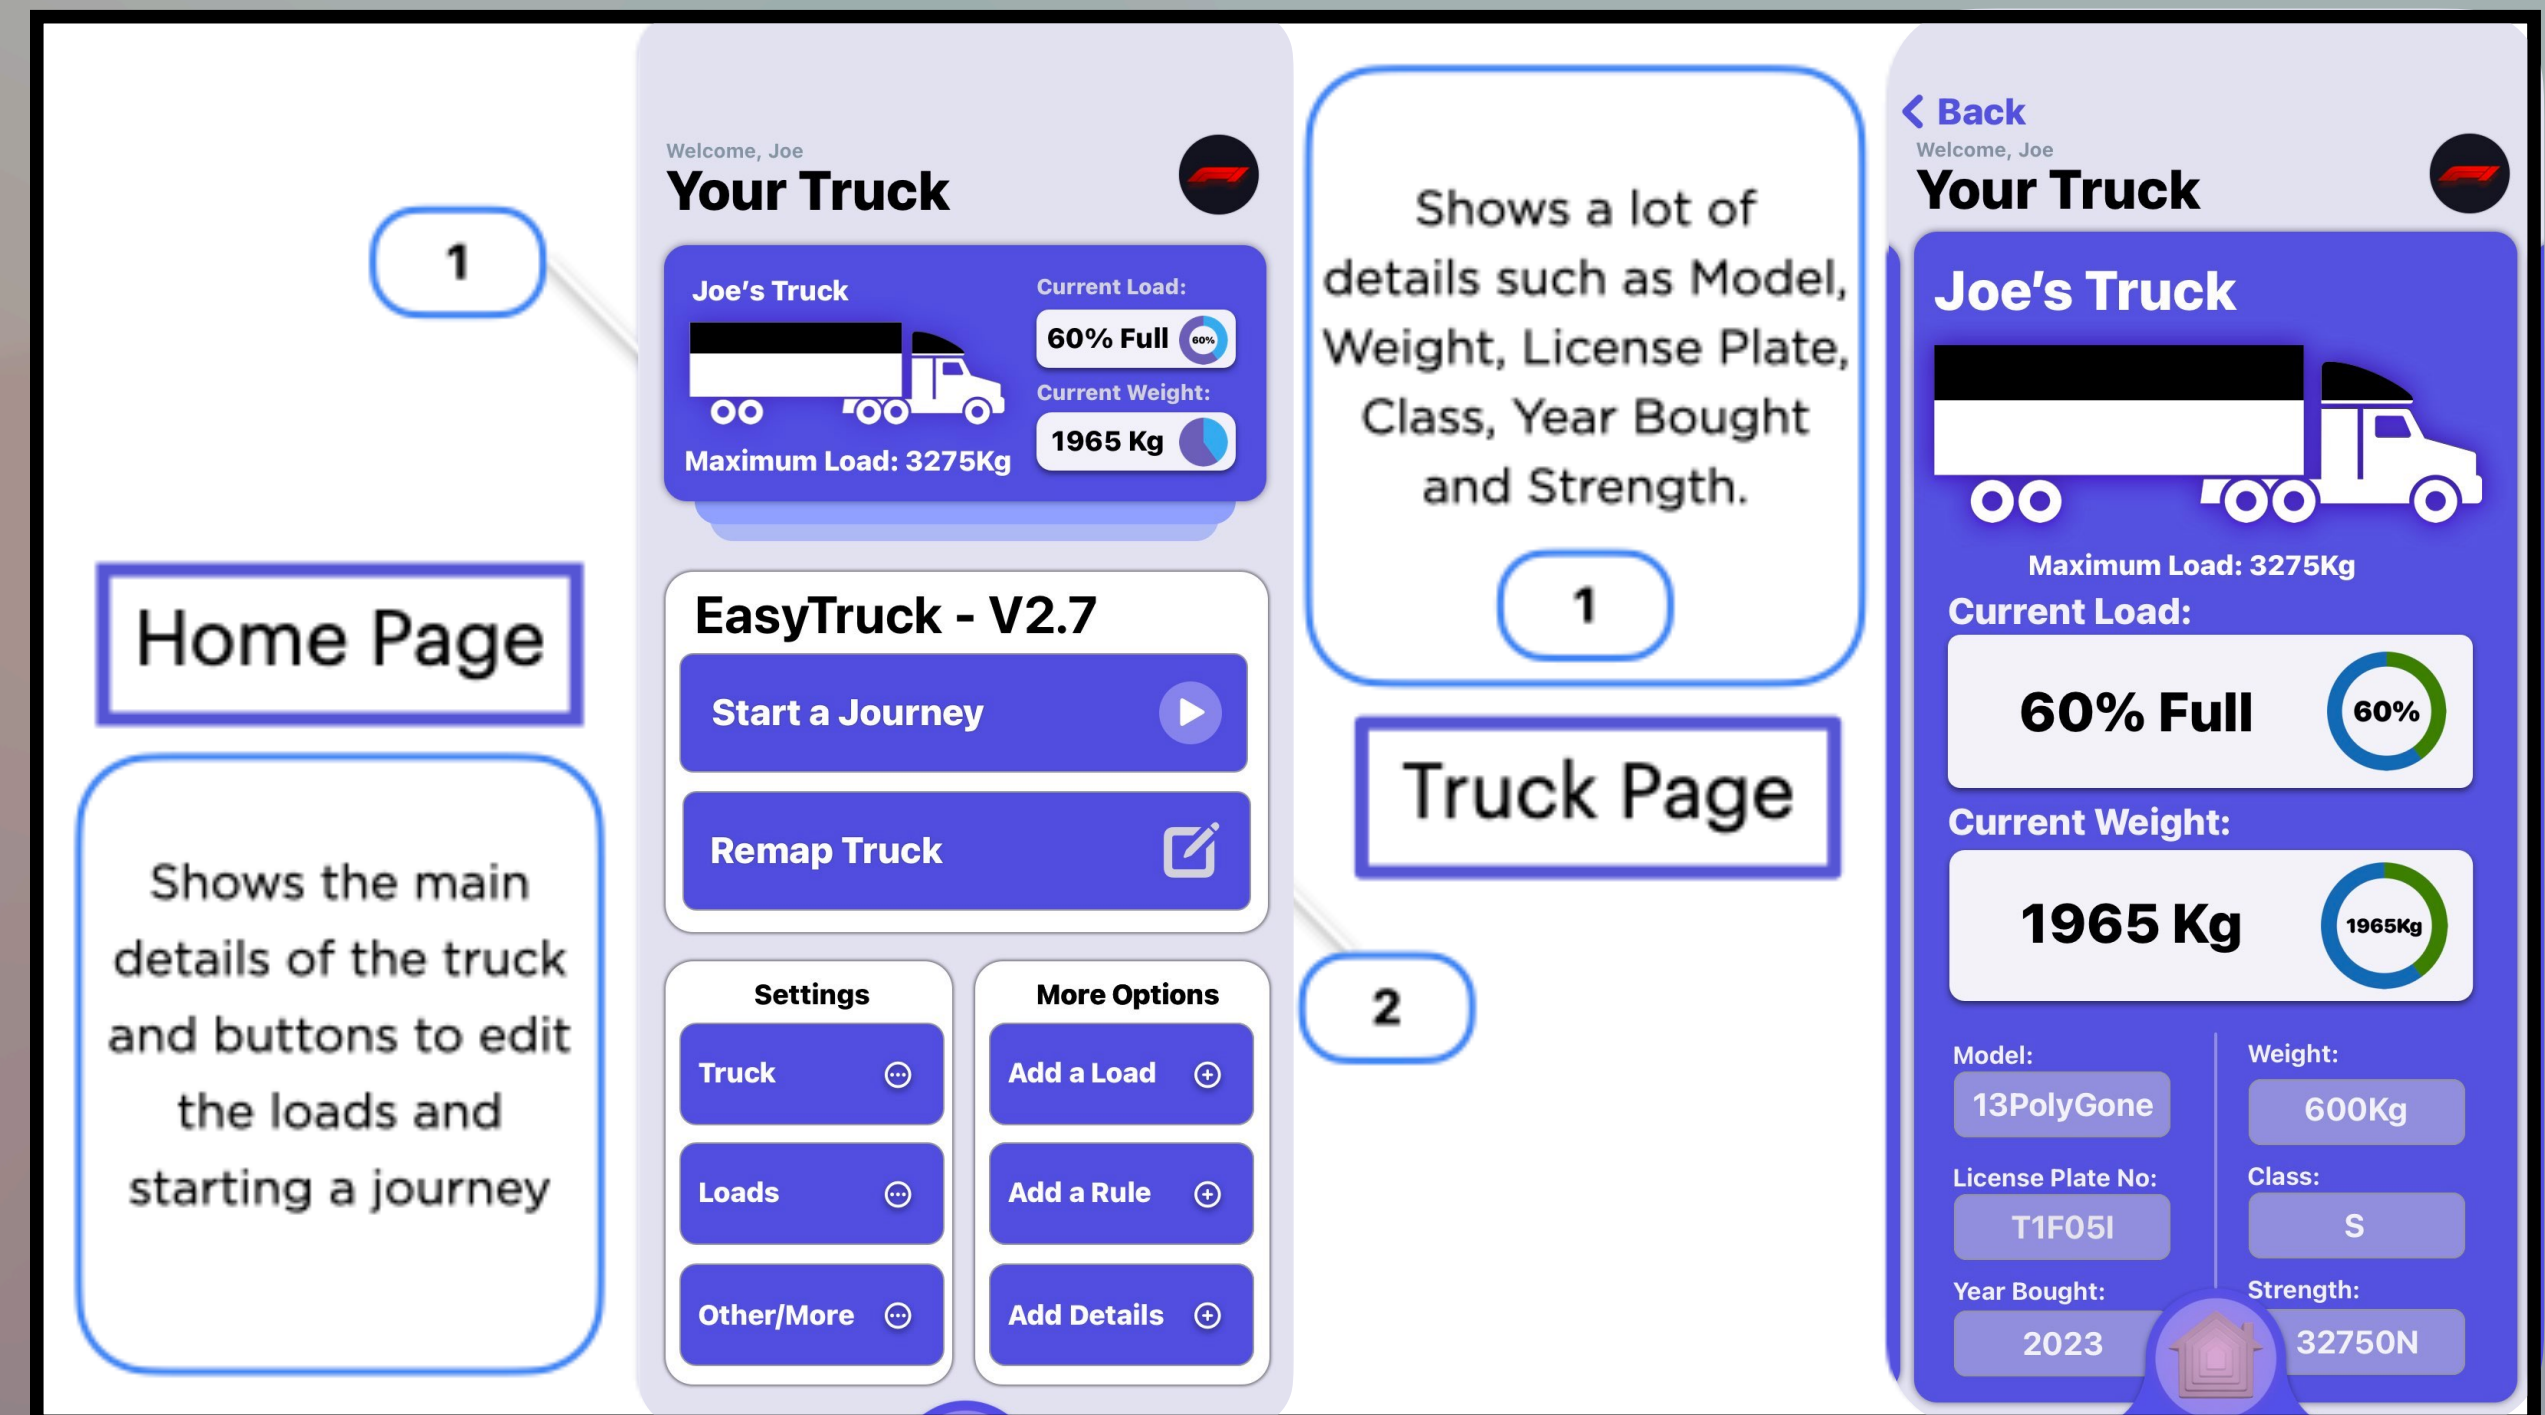 1
Home Page
Shows the main
details of the truck
and buttons to edit
the loads and
starting a journey
Welcome, Joe
Your Truck
Joe's Truck
Maximum Load: 3275Kg
Current Load:
60% Full
60%
Current Weight:
1965 Kg
EasyTruck - V2.7
Start a Journey
Remap Truck
Settings
Truck
Loads
Other/More
More Options
Add a Load
Add a Rule
Add Details
Shows a lot of
details such as Model,
Weight, License Plate,
Class, Year Bought
and Strength.
1
Truck Page
2
Back
Welcome, Joe
Your Truck
Joe's Truck
Maximum Load: 3275Kg
Current Load:
60% Full
60%
Current Weight:
1965 Kg
1965Kg
Model:
13PolyGone
Weight:
600Kg
License Plate No:
T1F05I
Class:
S
Year Bought:
2023
Strength:
32750N